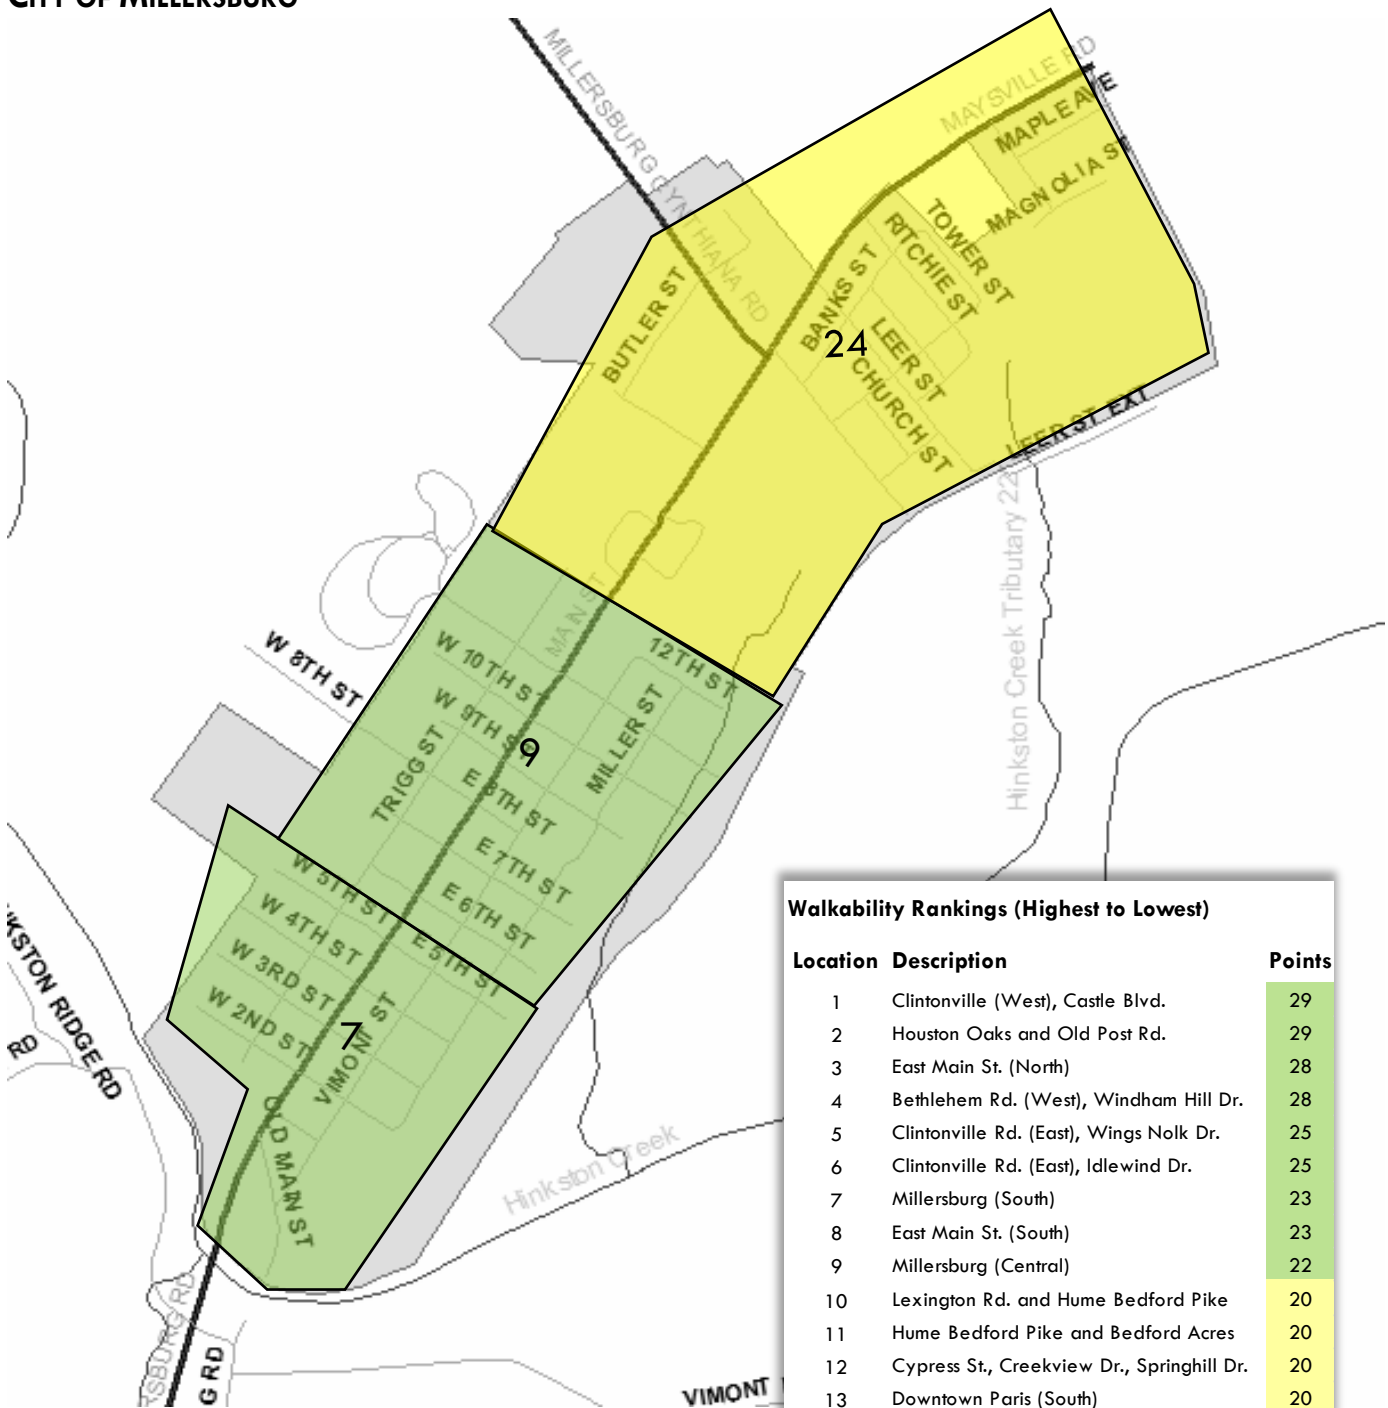 CITY OF MILLERSBURG
MILLERSBURG CYNTHIANA RD
MAYSVILLE RD
MAPLE AVE
MAGNOLIA ST
TOWER ST
RITCHIE ST
BANKS ST
BUTLER ST
24
LEER ST
CHURCH ST
LEER ST. EXT
Hinkston Creek Tributary 22
MAIN ST
12TH ST
W 10TH ST
W 8TH ST
W 9TH ST
MILLER ST
9
TRIGG ST
E 8TH ST
E 7TH ST
W 5TH ST
E 6TH ST
W 4TH ST
E 5TH ST
W 3RD ST
W 2ND ST
7
VIMONT ST
KSTON RIDGE RD
RD
OLD MAIN ST
Hinkston Creek
RSBURG RD
G RD
VIMONT
Walkability Rankings (Highest to Lowest)
Location Description Points
1 Clintonville (West), Castle Blvd. 29
2 Houston Oaks and Old Post Rd. 29
3 East Main St. (North) 28
4 Bethlehem Rd. (West), Windham Hill Dr. 28
5 Clintonville Rd. (East), Wings Nolk Dr. 25
6 Clintonville Rd. (East), Idlewind Dr. 25
7 Millersburg (South) 23
8 East Main St. (South) 23
9 Millersburg (Central) 22
10 Lexington Rd. and Hume Bedford Pike 20
11 Hume Bedford Pike and Bedford Acres 20
12 Cypress St., Creekview Dr., Springhill Dr. 20
13 Downtown Paris (South) 20